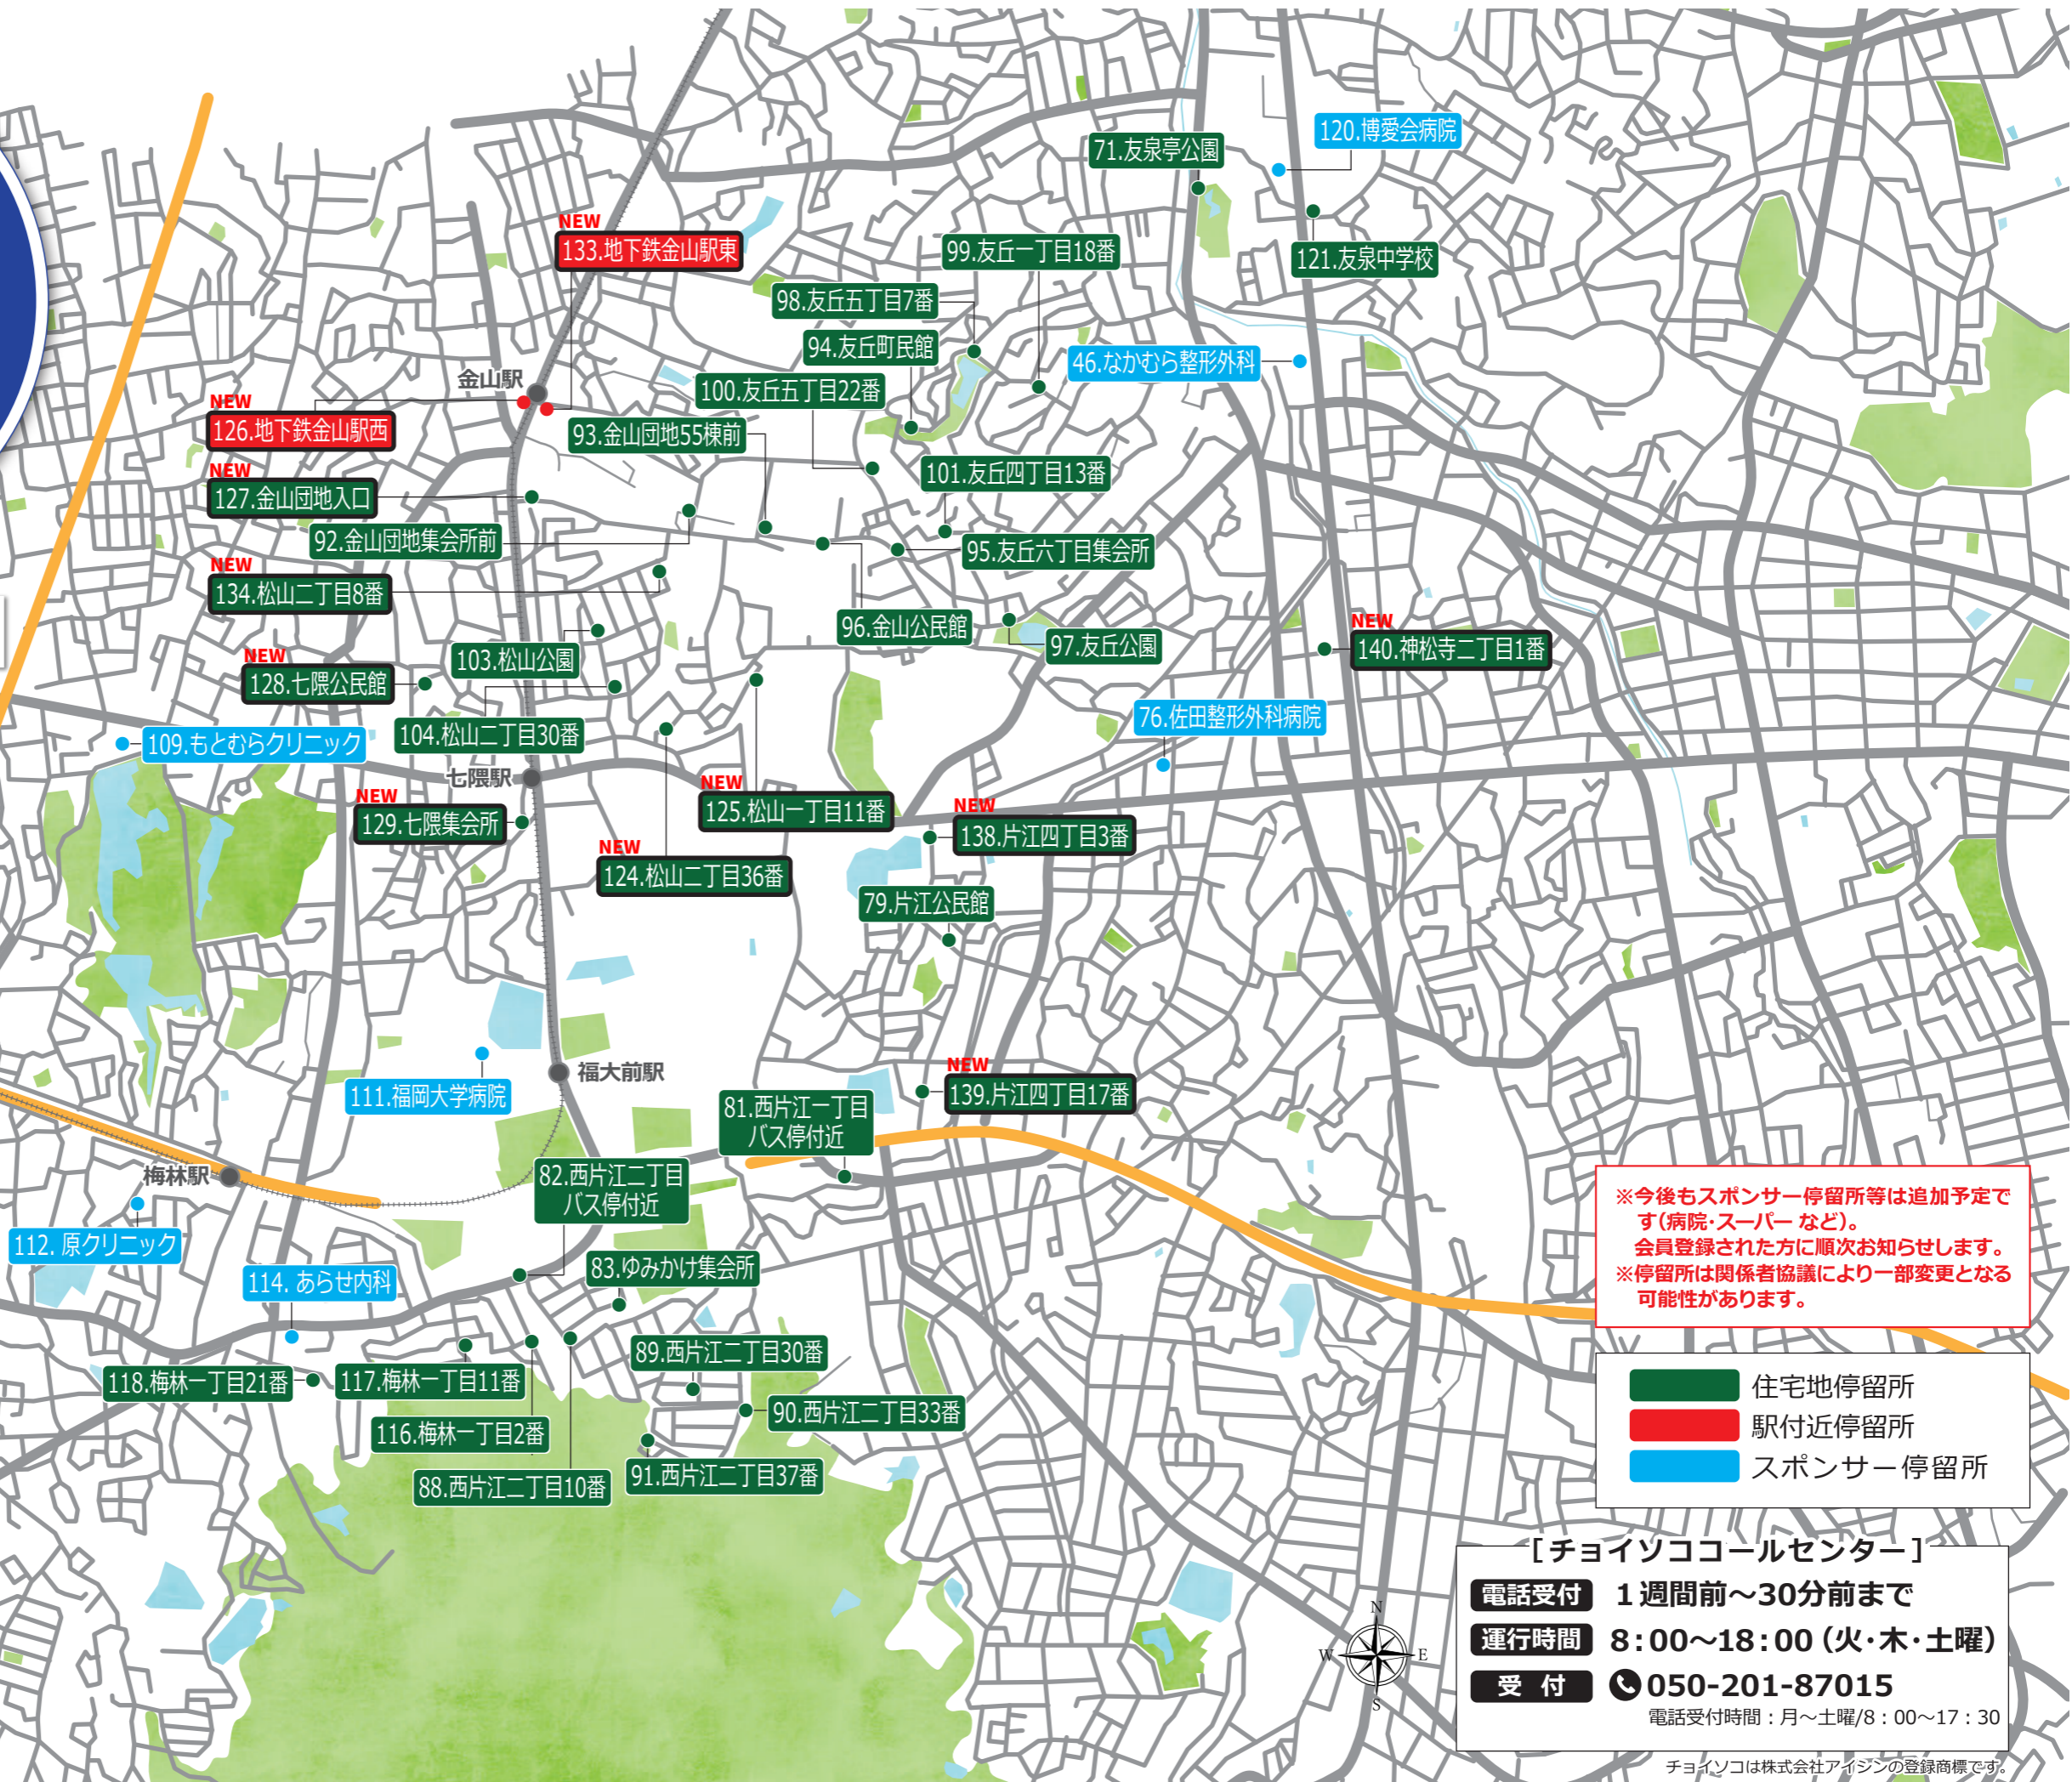 120.博愛会病院
71.友泉亭公園
NEW
133.地下鉄金山駅東
99.友丘一丁目18番
121.友泉中学校
98.友丘五丁目7番
94.友丘町民館
46.なかむら整形外科
金山駅
100.友丘五丁目22番
NEW
126.地下鉄金山駅西
93.金山団地55棟前
NEW
127.金山団地入口
101.友丘四丁目13番
92.金山団地集会所前
95.友丘六丁目集会所
NEW
134.松山二丁目8番
96.金山公民館
97.友丘公園
NEW
140.神松寺二丁目1番
103.松山公園
NEW
128.七隈公民館
76.佐田整形外科病院
104.松山二丁目30番
109.もとむらクリニック
七隈駅
NEW
125.松山一丁目11番
NEW
129.七隈集会所
NEW
138.片江四丁目3番
NEW
124.松山二丁目36番
79.片江公民館
福大前駅
NEW
139.片江四丁目17番
111.福岡大学病院
81.西片江一丁目
バス停付近
梅林駅
82.西片江二丁目
バス停付近
112. 原クリニック
83.ゆみかけ集会所
114. あらせ内科
89.西片江二丁目30番
118.梅林一丁目21番
117.梅林一丁目11番
90.西片江二丁目33番
116.梅林一丁目2番
91.西片江二丁目37番
88.西片江二丁目10番
※今後もスポンサー停留所等は追加予定で
す(病院・スーパー など)。
会員登録された方に順次お知らせします。
※停留所は関係者協議により一部変更となる
可能性があります。
住宅地停留所
駅付近停留所
スポンサー停留所
[チョイソココールセンター]
電話受付 1週間前～30分前まで
運行時間 8：00～18：00（火・木・土曜）
受 付 050-201-87015
電話受付時間：月～土曜/8：00～17：30
N
W E
S
チョイソコは株式会社アイシンの登録商標です。